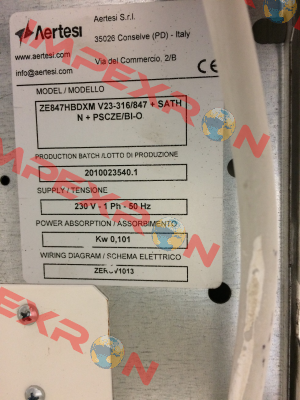 Aertesi
Aertesi S.r.l.
35026 Conselve (PD) - Italy
www.aertesi.com
info@aertesi.com
Via del Commercio, 2/B
CE
MODEL / MODELLO
ZE847HBDXM V23-316/847 + SATH
N + PSCZE/BI-O
PRODUCTION BATCH /LOTTO DI PRODUZIONE
2010023540.1
SUPPLY / TENSIONE
230 V - 1 Ph - 50 Hz
POWER ABSORPTION / ASSORBIMENTO
Kw 0,101
WIRING DIAGRAM / SCHEMA ELETTRICO
IMPEXRON